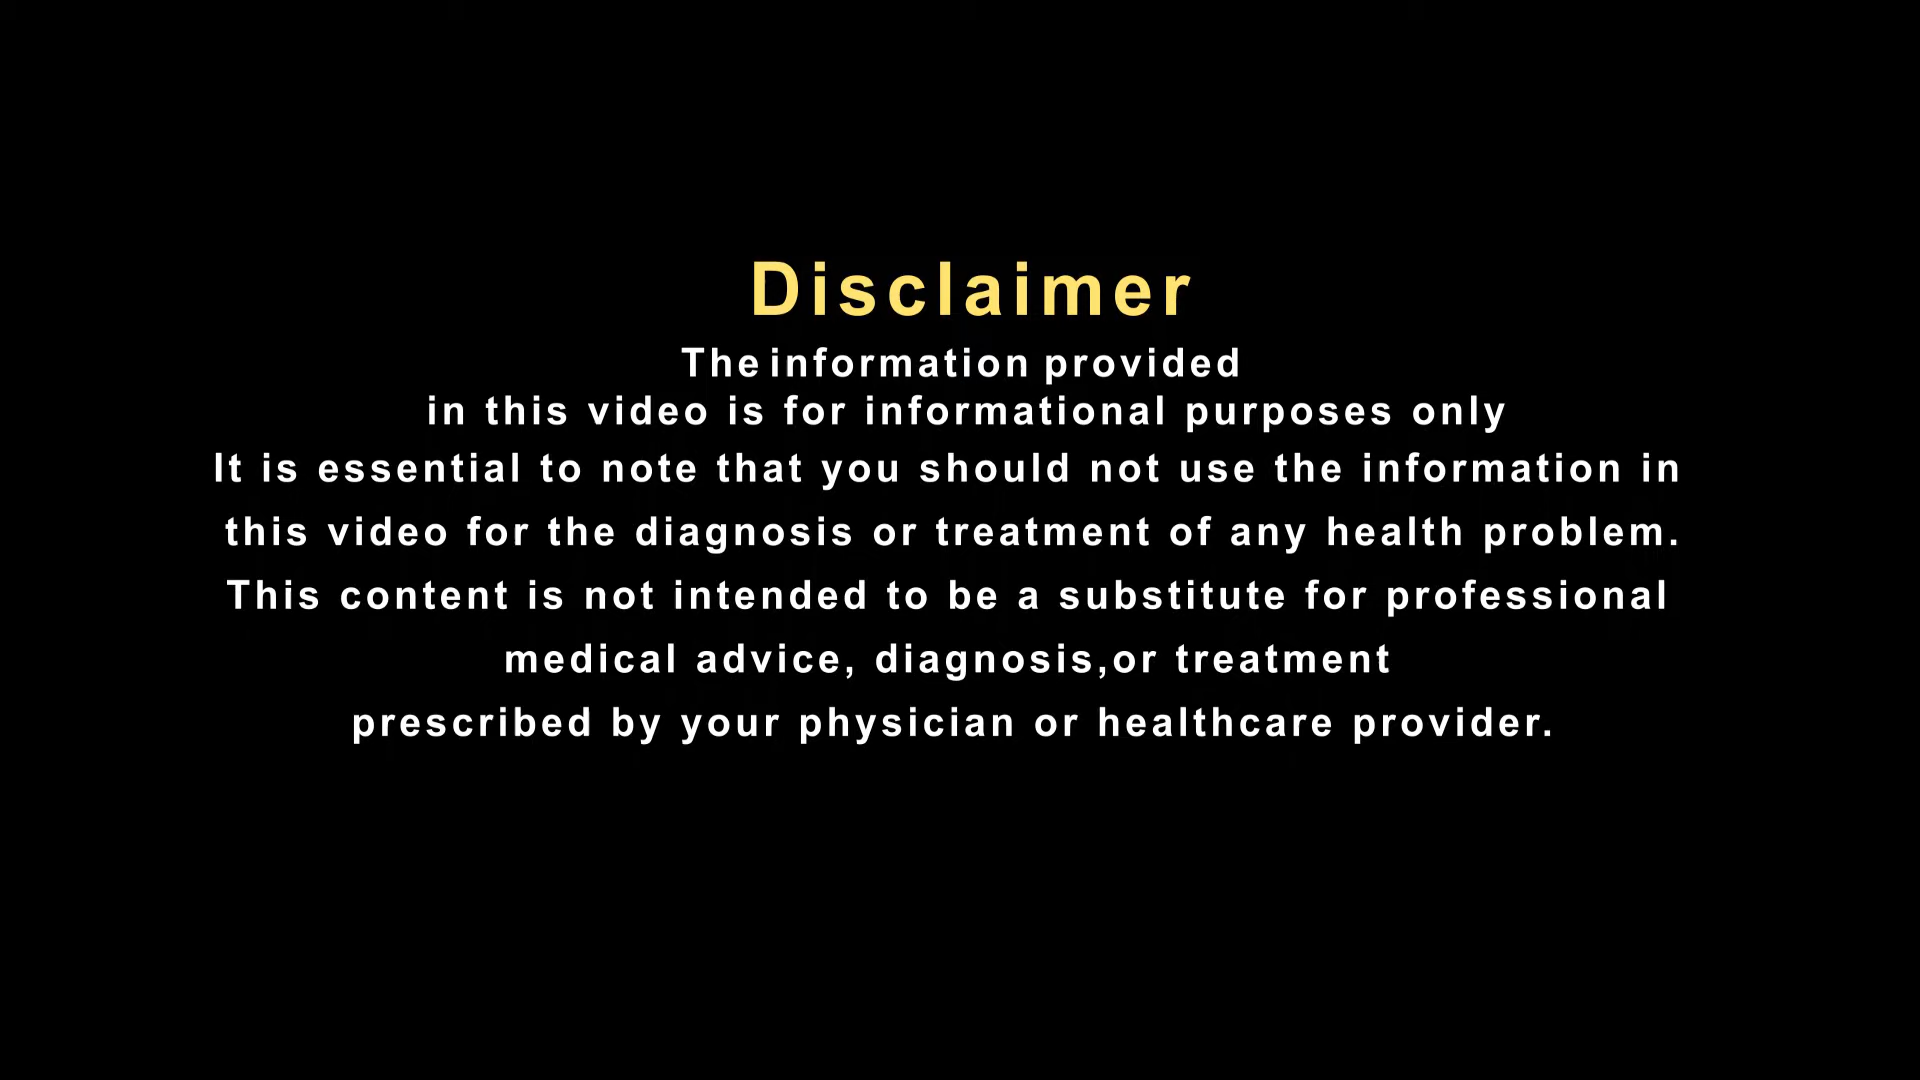 Disclaimer
The information provided
in this video is for informational purposes only
It is essential to note that you should not use the information in
this video for the diagnosis or treatment of any health problem.
This content is not intended to be a substitute for professional
medical advice, diagnosis,or treatment
prescribed by your physician or healthcare provider.